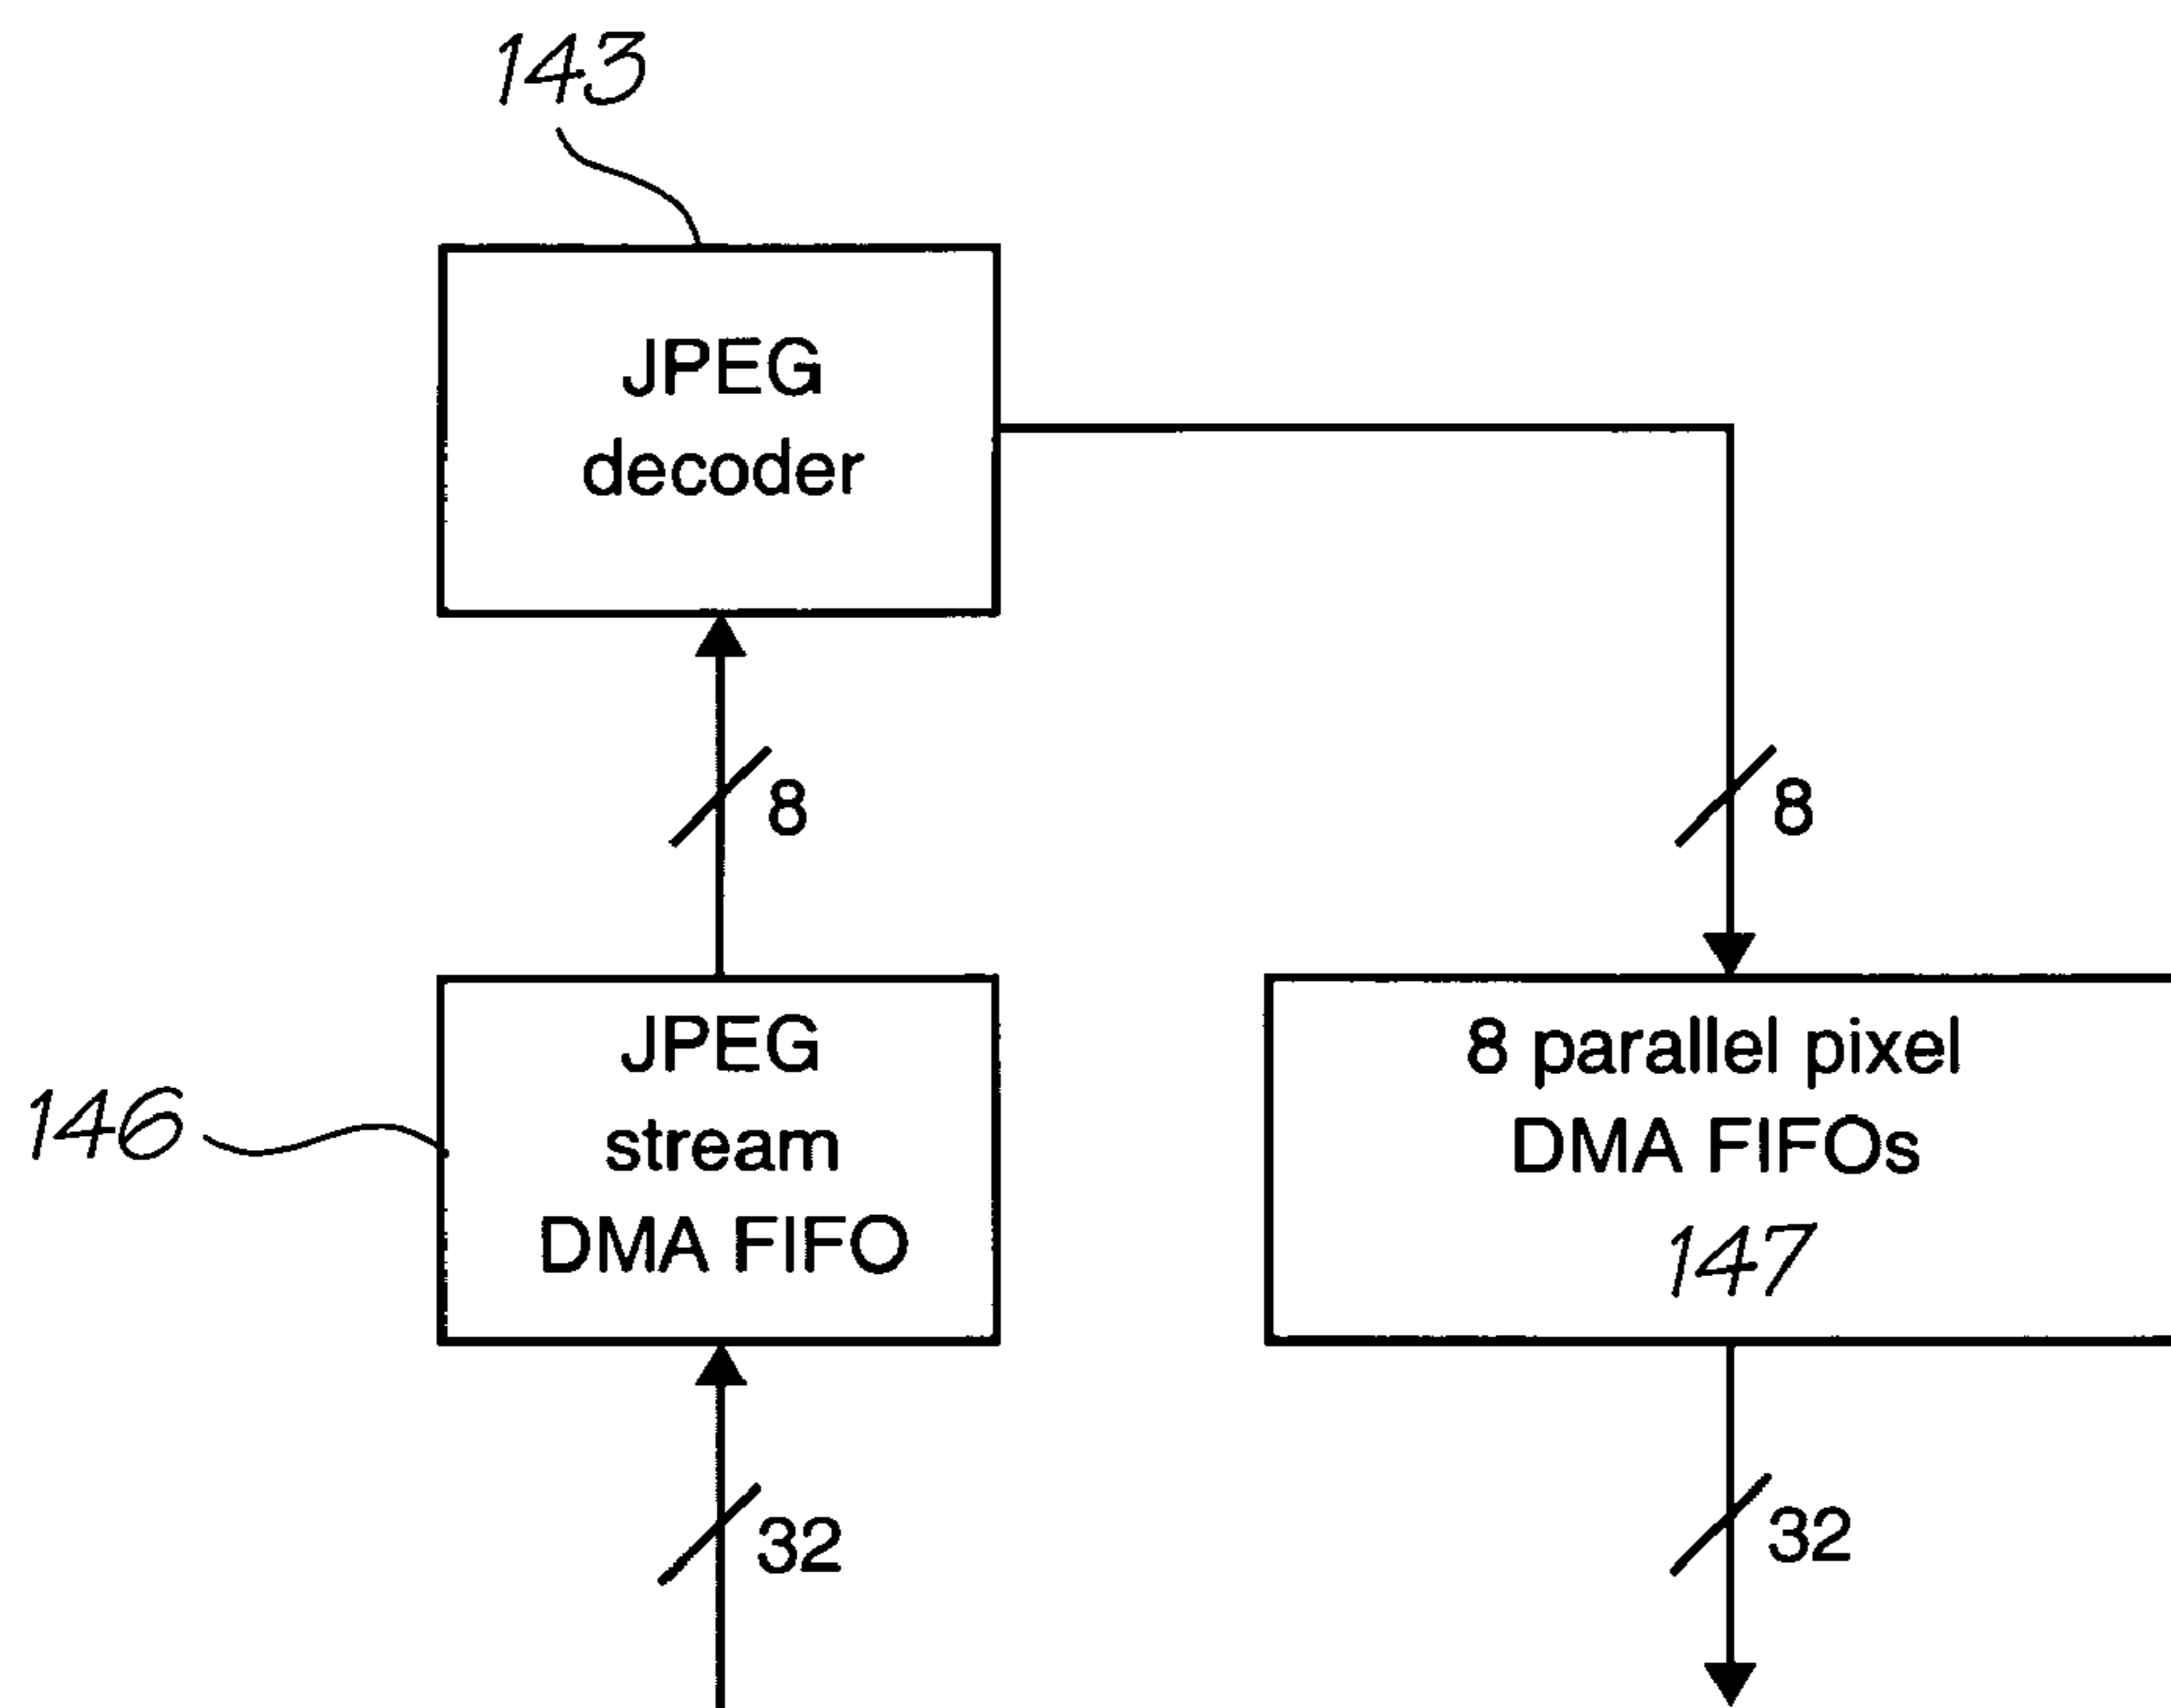 143
JPEG
decoder
8
8
JPEG
stream
DMA FIFO
146
8 parallel pixel
DMA FIFOs
147
32
32